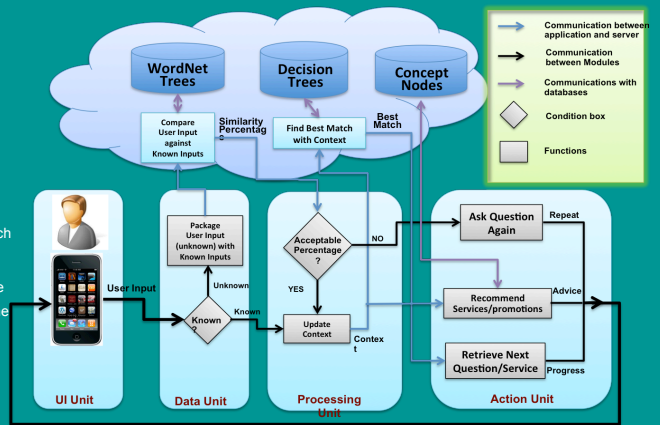 WordNet
Trees
Decision
Trees
Concept
Nodes
Compare
User Input
against
Known Inputs
Similarity
Percentag
e
Find Best Match
with Context
Best
Match
Communication between
application and server
Communication
between Modules
Communications with
databases
Condition box
Functions
ch
e
e
User Input
UI Unit
Package
User Input
(unknown) with
Known Inputs
Unknown
Known
?
Known
Data Unit
Acceptable
Percentage
?
NO
YES
Update
Context
Contex
t
Processing
Unit
Ask Question
Again
Repeat
Recommend
Services/promotions
Advice
Retrieve Next
Question/Service
Progress
Action Unit